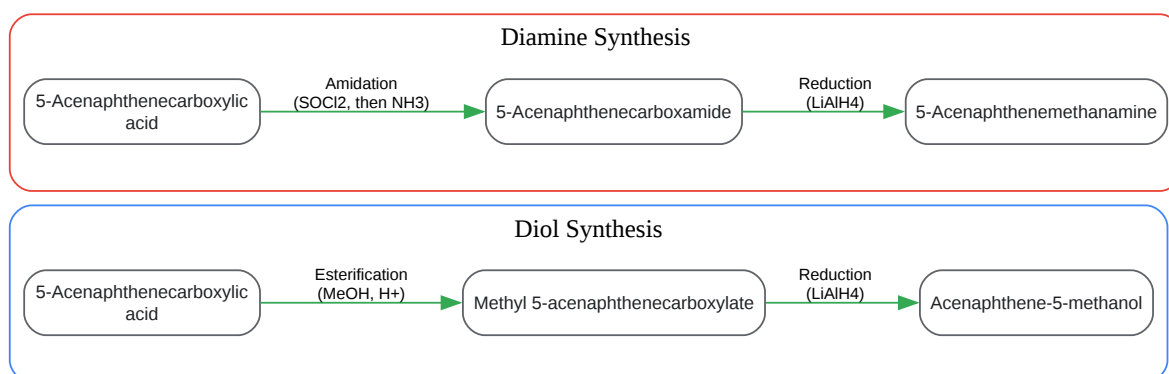 Diamine Synthesis
5-Acenaphthenecarboxylic
acid
Amidation
(SOCl2, then NH3)
5-Acenaphthenecarboxamide
Reduction
(LiAlH4)
5-Acenaphthenemethanamine
Diol Synthesis
5-Acenaphthenecarboxylic
acid
Esterification
(MeOH, H+)
Methyl 5-acenaphthenecarboxylate
Reduction
(LiAlH4)
Acenaphthene-5-methanol